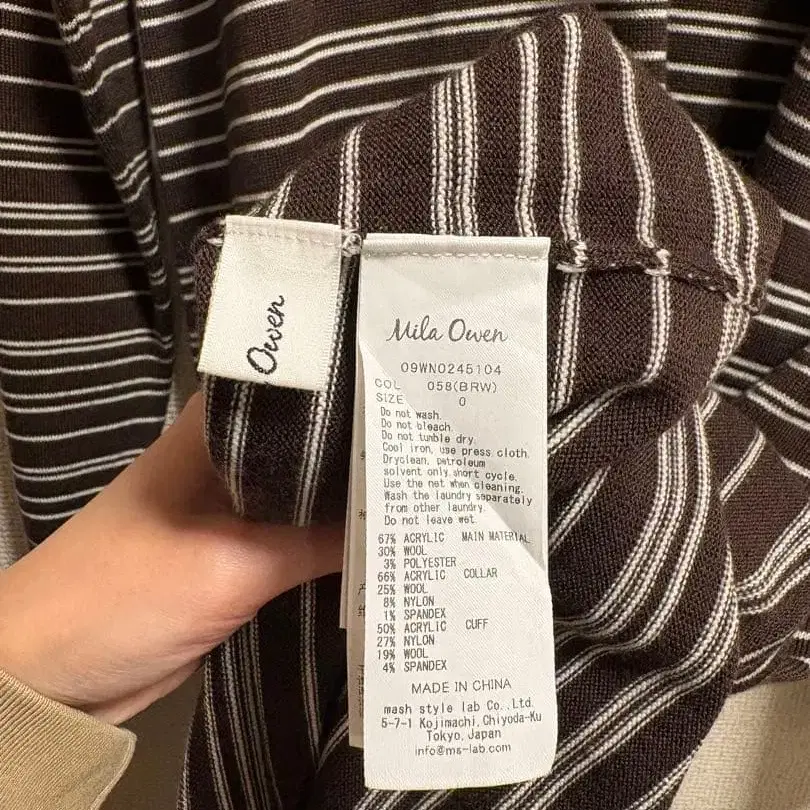 Owen
Mila Owen
09WN0245104
COL 058(BRW)
SIZE 0
Do not wash.
Do not bleach.
Do not tumble dry.
Cool iron, use press cloth.
Dryclean, petroleum
solvent only.short cycle.
Use the net when cleaning.
Wash the laundry separately
from other laundry.
Do not leave wet
67% ACRYLIC MAIN MATERIAL
30% WOOL
3% POLYESTER
66% ACRYLIC COLLAR
25% WOOL
8% NYLON
1% SPANDEX
50% ACRYLIC CUFF
27% NYLON
19% WOOL
4% SPANDEX
MADE IN CHINA
mash style lab Co.,Ltd.
5-7-1 Kojimachi,Chiyoda-Ku
Tokyo,Japan
info@ms-lab.com